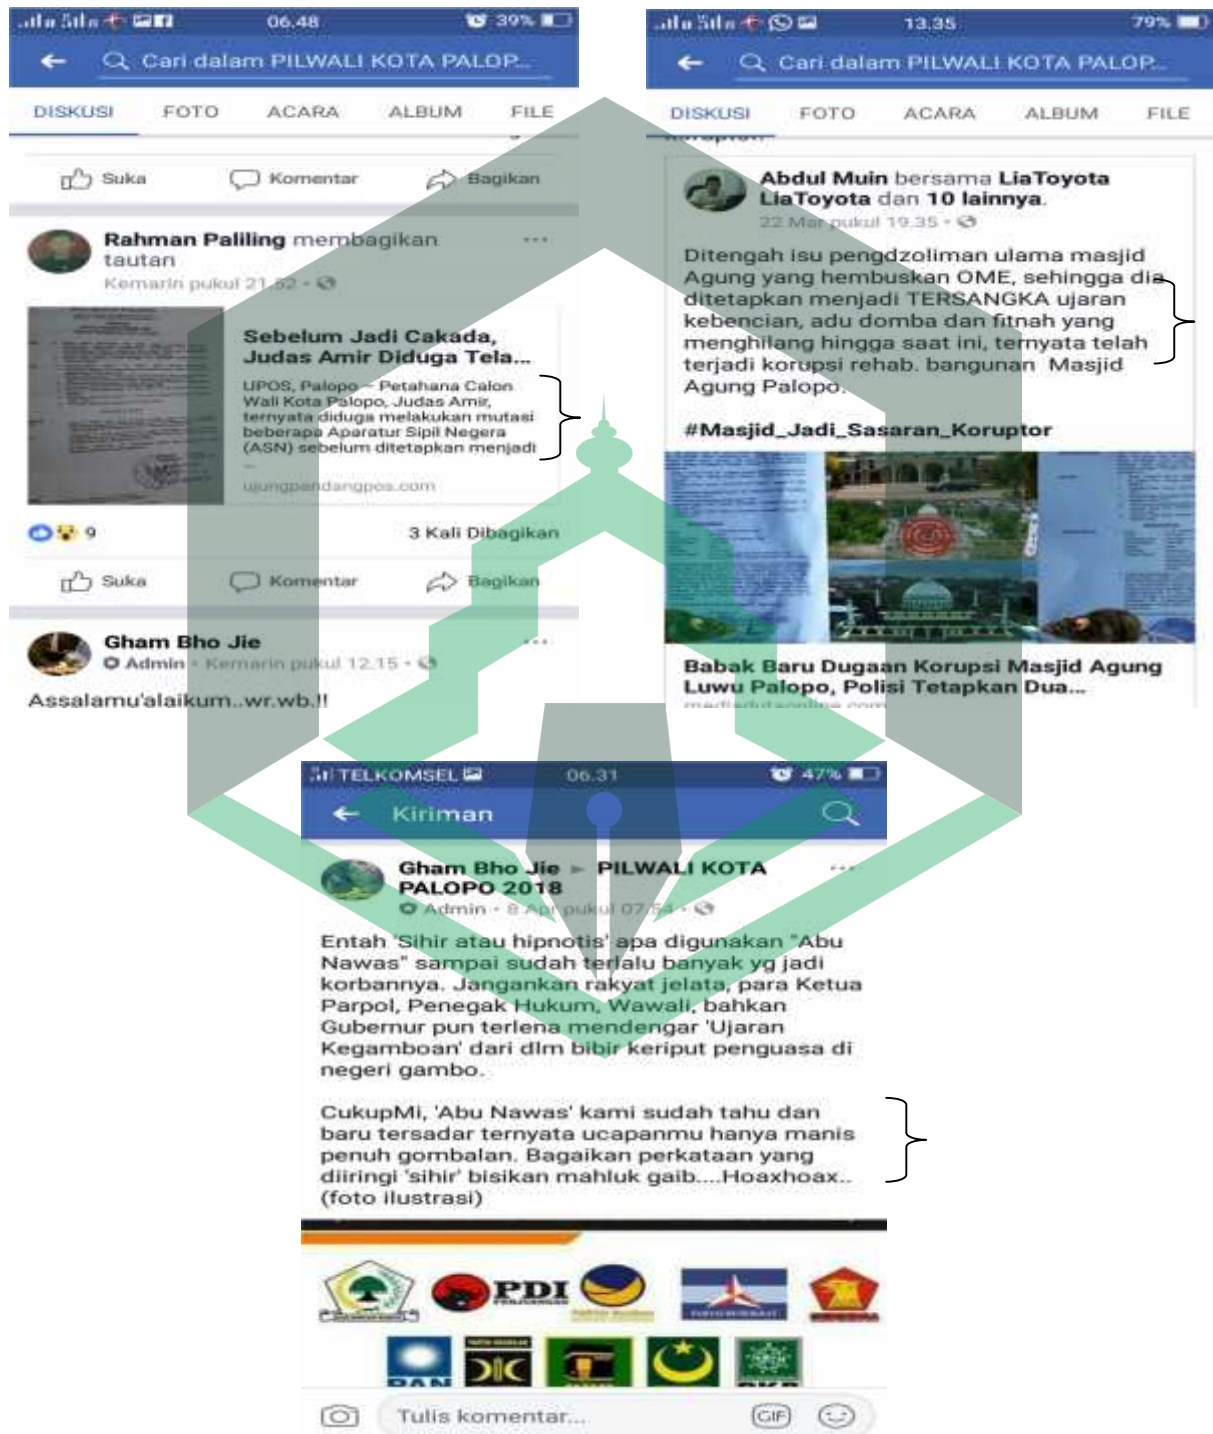 06.48
39%
Cari dalam PILWALI KOTA PALOP...
DISKUSI FOTO ACARA ALBUM FILE
Suka Komentar Bagikan
Rahman Paliling membagikan
tautan
Kemarin pukul 21.52
Sebelum Jadi Cakada,
Judas Amir Diduga Tela...
UPOS, Palopo – Petahana Calon
Wali Kota Palopo, Judas Amir,
ternyata diduga melakukan mutasi
beberapa Aparatur Sipil Negera
(ASN) sebelum ditetapkan menjadi
...
ujungpandangpos.com
9 3 Kali Dibagikan
Suka Komentar Bagikan
Gham Bho Jie
Admin · Kemarin pukul 12.15
Assalamu'alaikum..wr.wb.!!
13.35
79%
Cari dalam PILWALI KOTA PALOP...
DISKUSI FOTO ACARA ALBUM FILE
Abdul Muin bersama LiaToyota
LiaToyota dan 10 lainnya.
22 Mar pukul 19.35
Ditengah isu pengdzoliman ulama masjid
Agung yang hembuskan OME, sehingga dia
ditetapkan menjadi TERSANGKA ujaran
kebencian, adu domba dan fitnah yang
menghilang hingga saat ini, ternyata telah
terjadi korupsi rehab. bangunan Masjid
Agung Palopo.
#Masjid_Jadi_Sasaran_Koruptor
Babak Baru Dugaan Korupsi Masjid Agung
Luwu Palopo, Polisi Tetapkan Dua...
TELKOMSEL 06.31 47%
Kiriman
Gham Bho Jie ► PILWALI KOTA
PALOPO 2018
Admin · 8 Apr pukul 07.54
Entah 'Sihir atau hipnotis' apa digunakan "Abu
Nawas" sampai sudah terlalu banyak yg jadi
korbannya. Jangankan rakyat jelata, para Ketua
Parpol, Penegak Hukum, Wawali, bahkan
Gubernur pun terlena mendengar 'Ujaran
Kegamboan' dari dlm bibir keriput penguasa di
negeri gambo.
CukupMi, 'Abu Nawas' kami sudah tahu dan
baru tersadar ternyata ucapanmu hanya manis
penuh gombalan. Bagaikan perkataan yang
diiringi 'sihir' bisikan mahluk gaib....Hoaxhoax..
(foto ilustrasi)
PDI
PAN
PKB
Tulis komentar...
GIF